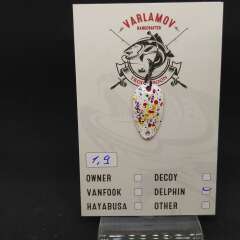 VARLAMOV
HANDCRAFTED
1,9
OWNER DECOY
VANFOOK DELPHIN
HAYABUSA OTHER